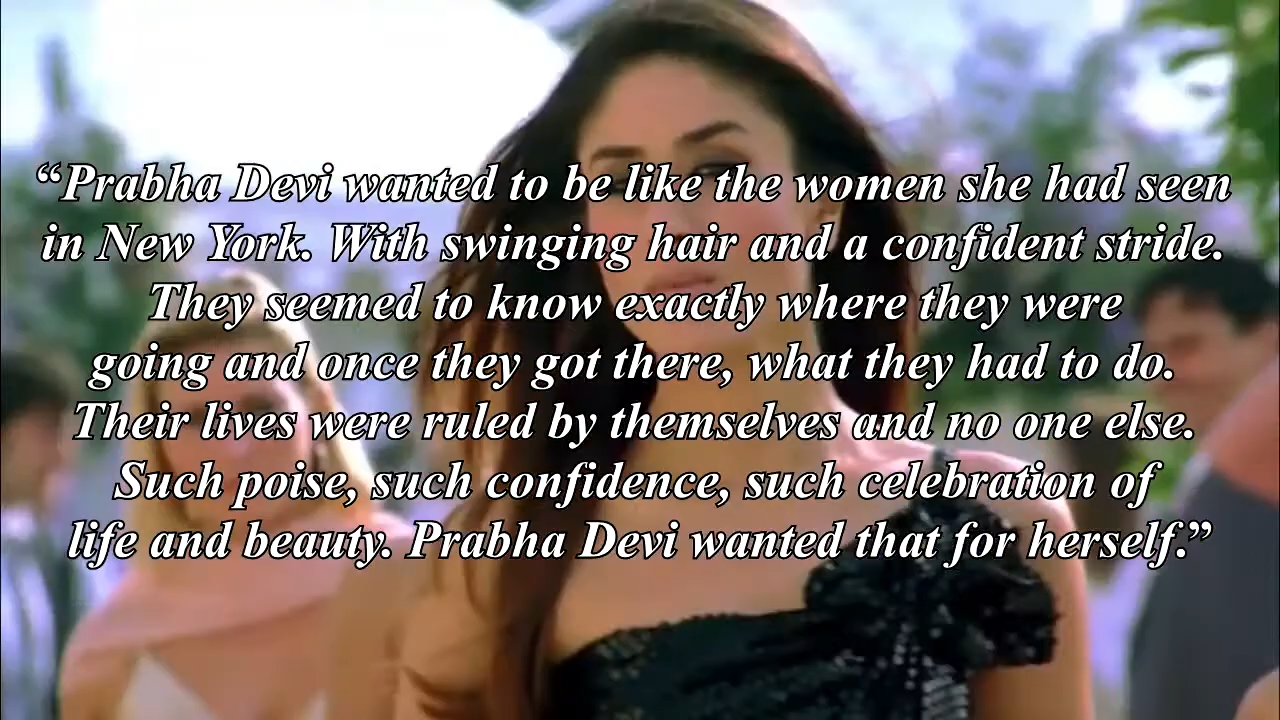 “Prabha Devi wanted to be like the women she had seen
in New York. With swinging hair and a confident stride.
They seemed to know exactly where they were
going and once they got there, what they had to do.
Their lives were ruled by themselves and no one else.
Such poise, such confidence, such celebration of
life and beauty. Prabha Devi wanted that for herself.”